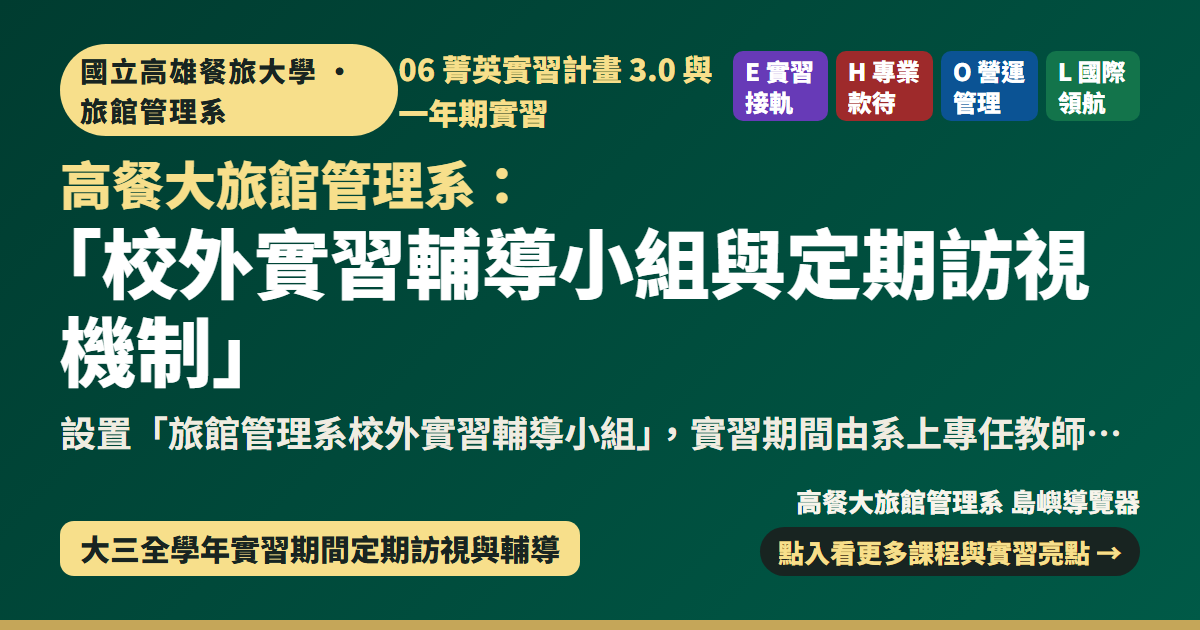 國立高雄餐旅大學 ·
旅館管理系
06 菁英實習計畫 3.0 與
一年期實習
E 實習
接軌
H 專業
款待
O 營運
管理
L 國際
領航
高餐大旅館管理系：
「校外實習輔導小組與定期訪視
機制」
設置「旅館管理系校外實習輔導小組」，實習期間由系上專任教師…
高餐大旅館管理系 島嶼導覽器
大三全學年實習期間定期訪視與輔導
點入看更多課程與實習亮點 →